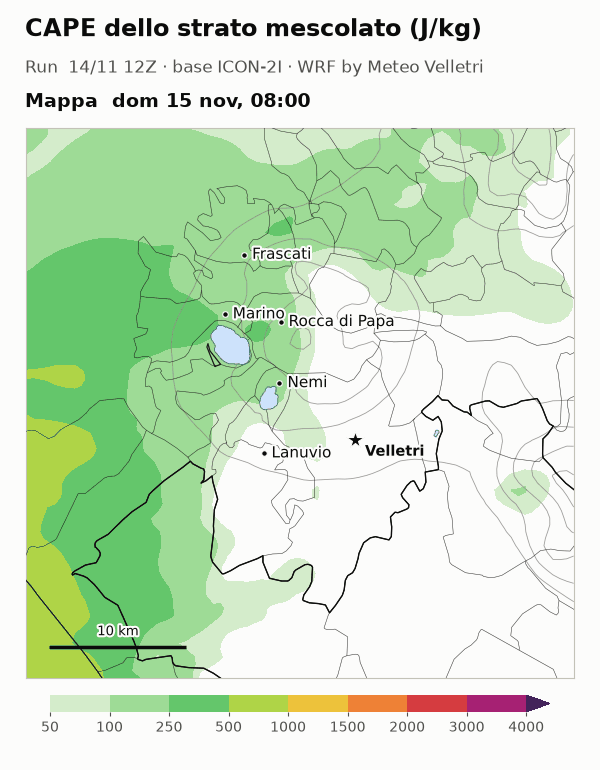 CAPE dello strato mescolato (J/kg)
Run  14/11 12Z · base ICON-2I · WRF by Meteo Velletri
Mappa  dom 15 nov, 08:00
Frascati
Marino
Rocca di Papa
Nemi
Velletri
Lanuvio
10 km
50 100 250 500 1000 1500 2000 3000 4000